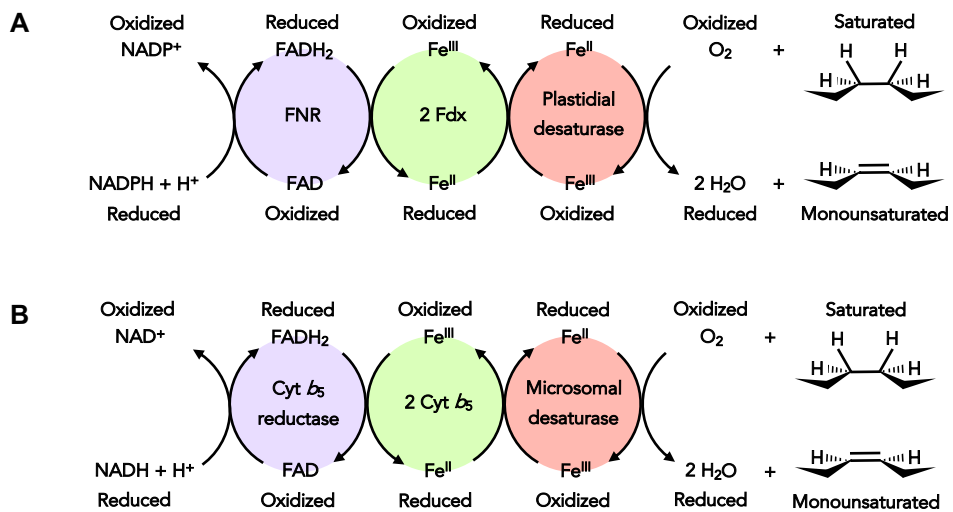 A
Oxidized Reduced Oxidized Reduced Oxidized Saturated
NADP⁺ FADH₂ Feᴵᴵᴵ Feᴵᴵ O₂ +
H H
H H
FNR 2 Fdx Plastidial
desaturase
H H
NADPH + H⁺ FAD Feᴵᴵ Feᴵᴵᴵ 2 H₂O +
Reduced Oxidized Reduced Oxidized Reduced Monounsaturated
B
Oxidized Reduced Oxidized Reduced Oxidized Saturated
NAD⁺ FADH₂ Feᴵᴵᴵ Feᴵᴵ O₂ +
H H
H H
Cyt b₅
reductase
2 Cyt b₅
Microsomal
desaturase
H H
NADH + H⁺ FAD Feᴵᴵ Feᴵᴵᴵ 2 H₂O +
Reduced Oxidized Reduced Oxidized Reduced Monounsaturated